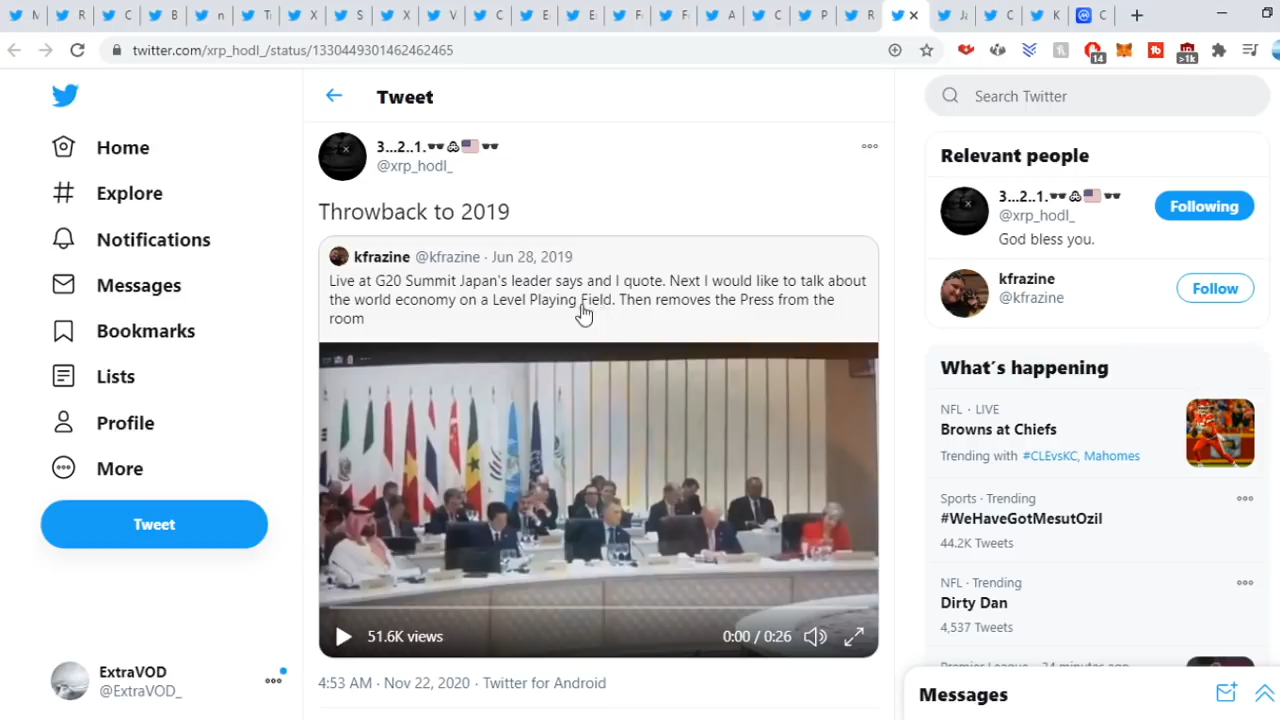 M
R
C
B
n
T
X
S
X
V
C
E
E
F
F
A
C
P
R
J
C
K
C
twitter.com/xrp_hodl_/status/1330449301462462465
14
>1k
Home
Explore
Notifications
Messages
Bookmarks
Lists
Profile
More
Tweet
ExtraVOD
@ExtraVOD_
Tweet
3...2..1.
@xrp_hodl_
Throwback to 2019
kfrazine @kfrazine · Jun 28, 2019
Live at G20 Summit Japan's leader says and I quote. Next I would like to talk about
the world economy on a Level Playing Field. Then removes the Press from the
room
51.6K views
0:00 / 0:26
4:53 AM · Nov 22, 2020 · Twitter for Android
Search Twitter
Relevant people
3...2..1.
@xrp_hodl_
Following
God bless you.
kfrazine
@kfrazine
Follow
What's happening
NFL · LIVE
Browns at Chiefs
Trending with #CLEvsKC, Mahomes
Sports · Trending
#WeHaveGotMesutOzil
44.2K Tweets
NFL · Trending
Dirty Dan
4,537 Tweets
Messages